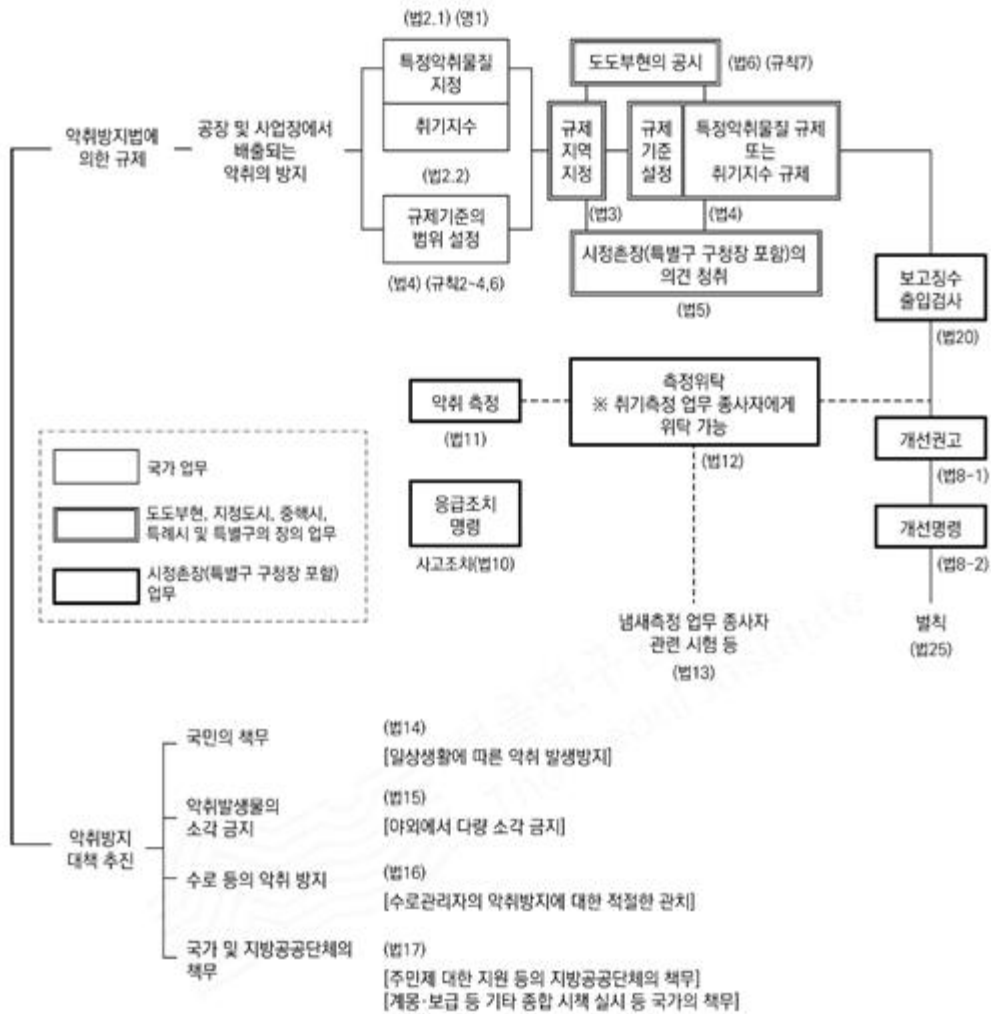 (법2.1) (명1)
특정악취물질
지정
취기지수
(법2.2)
규제기준의
범위 설정
(법4) (규칙2~4,6)
악취방지법에
의한 규제
공장 및 사업장에서
배출되는
악취의 방지
도도부현의 공시
(법6) (규칙7)
규제
지역
지정
규제
기준
설정
특정악취물질 규제
또는
취기지수 규제
(법3)
(법4)
시정촌장(특별구 구청장 포함)의
의견 청취
(법5)
보고징수
출입검사
(법20)
악취 측정
(법11)
측정위탁
※ 취기측정 업무 종사자에게
위탁 가능
(법12)
개선권고
(법8-1)
응급조치
명령
사고조치(법10)
개선명령
(법8-2)
냄새측정 업무 종사자
관련 시험 등
(법13)
벌칙
(법25)
국가 업무
도도부현, 지정도시, 중핵시,
특례시 및 특별구의 장의 업무
시정촌장(특별구 구청장 포함)
업무
악취방지
대책 추진
국민의 책무
(법14)
[일상생활에 따른 악취 발생방지]
악취발생물의
소각 금지
(법15)
[야외에서 다량 소각 금지]
수로 등의 악취 방지
(법16)
[수로관리자의 악취방지에 대한 적절한 관치]
국가 및 지방공공단체의
책무
(법17)
[주민제 대한 지원 등의 지방공공단체의 책무]
[계몽·보급 등 기타 종합 시책 실시 등 국가의 책무]